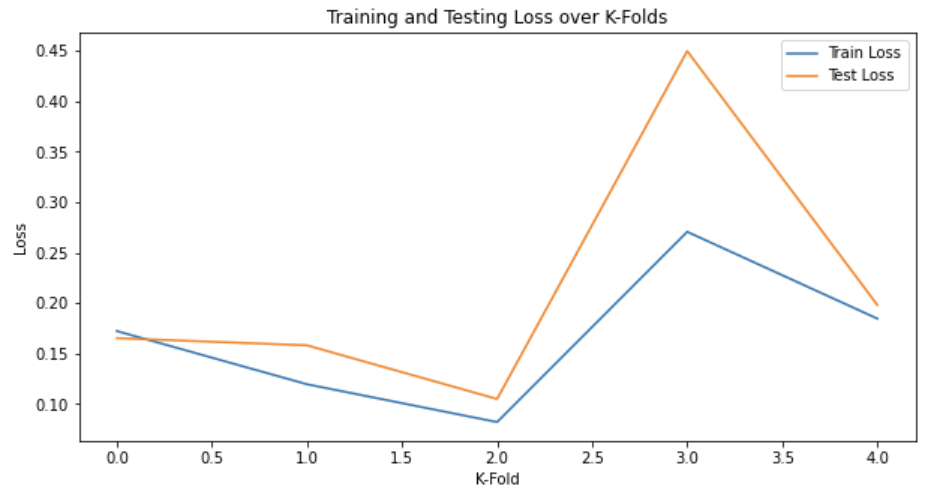 Training and Testing Loss over K-Folds
Train Loss
Test Loss
0.45
0.40
0.35
0.30
0.25
0.20
0.15
0.10
Loss
0.0 0.5 1.0 1.5 2.0 2.5 3.0 3.5 4.0
K-Fold